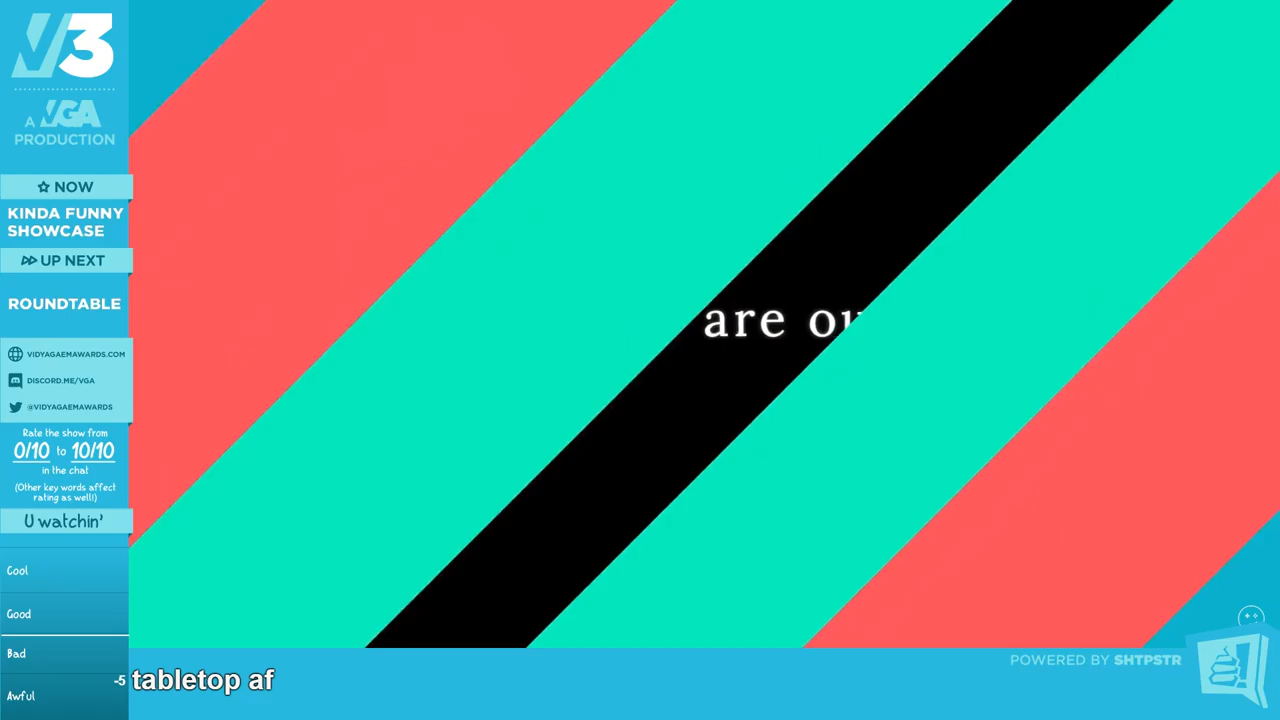 V3
A VGA
PRODUCTION
NOW
KINDA FUNNY
SHOWCASE
UP NEXT
ROUNDTABLE
VIDYAGAEMAWARDS.COM
DISCORD.ME/VGA
@VIDYAGAEMAWARDS
Rate the show from
0/10 to 10/10
in the chat
(Other key words affect
rating as well!)
U watchin'
Cool
Good
Bad
Awful
-5
tabletop af
are ou
POWERED BY SHTPSTR